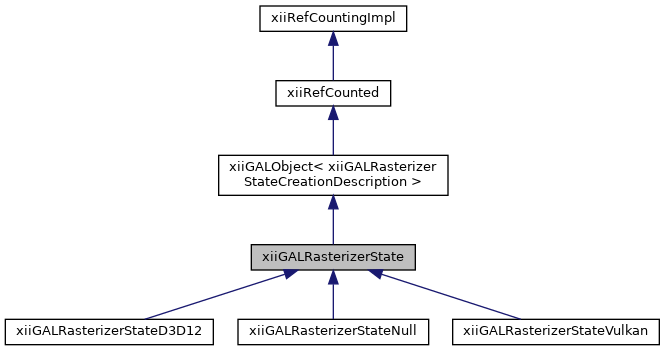 xiiRefCountingImpl
xiiRefCounted
xiiGALObject< xiiGALRasterizer
StateCreationDescription >
xiiGALRasterizerState
xiiGALRasterizerStateD3D12
xiiGALRasterizerStateNull
xiiGALRasterizerStateVulkan